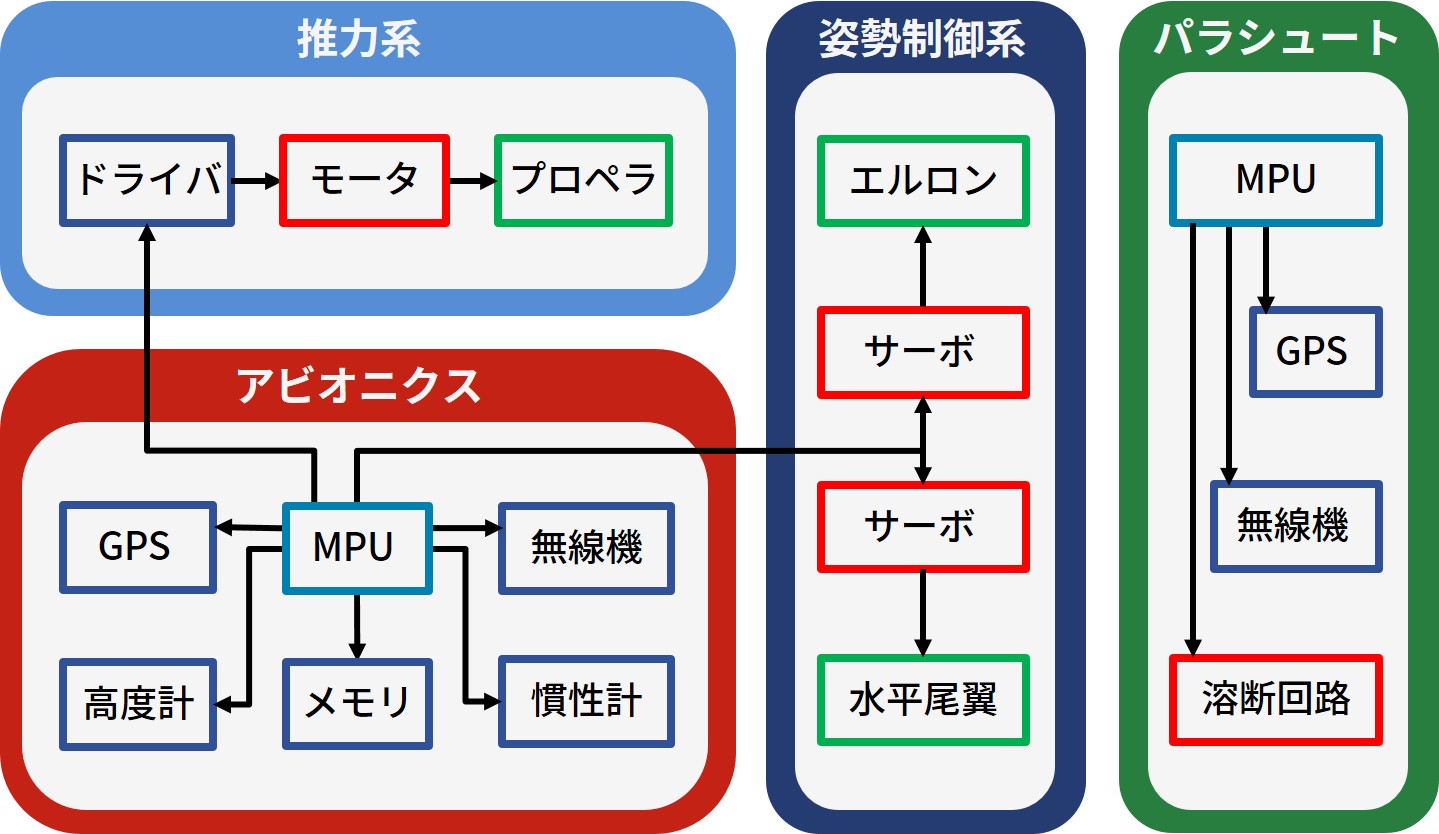 推力系
ドライバ
モータ
プロペラ
アビオニクス
GPS
MPU
無線機
高度計
メモリ
慣性計
姿勢制御系
エルロン
サーボ
サーボ
水平尾翼
パラシュート
MPU
GPS
無線機
溶断回路